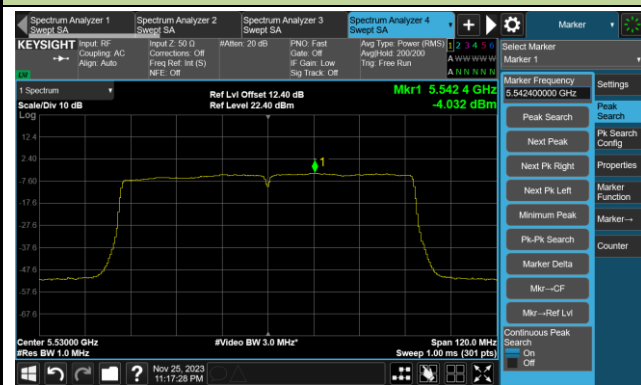 Spectrum Analyzer 1
Swept SA
Spectrum Analyzer 2
Swept SA
Spectrum Analyzer 3
Swept SA
Spectrum Analyzer 4
Swept SA
Marker
KEYSIGHT
Input: RF
Coupling: AC
Align: Auto
Input Z: 50 Ω
Corrections: Off
Freq Ref: Int (S)
NFE: Off
#Atten: 20 dB
PNO: Fast
Gate: Off
IF Gain: Low
Sig Track: Off
Avg Type: Power (RMS)
Avg|Hold: 200/200
Trig: Free Run
1 2 3 4 5 6
A W W W W W
A N N N N N
Select Marker
Marker 1
1 Spectrum
Scale/Div 10 dB
Log
Ref Lvl Offset 12.40 dB
Ref Level 22.40 dBm
Mkr1 5.542 4 GHz
-4.032 dBm
12.4
2.40
-7.60
-17.6
-27.6
-37.6
-47.6
-57.6
-67.6
1
Center 5.53000 GHz
#Res BW 1.0 MHz
#Video BW 3.0 MHz*
Span 120.0 MHz
Sweep 1.00 ms (301 pts)
Marker Frequency
5.542400000 GHz
Peak Search
Next Peak
Next Pk Right
Next Pk Left
Minimum Peak
Pk-Pk Search
Marker Delta
Mkr→CF
Mkr→Ref Lvl
Continuous Peak
Search
On
Off
Settings
Peak
Search
Pk Search
Config
Properties
Marker
Function
Marker→
Counter
Nov 25, 2023
11:17:28 PM